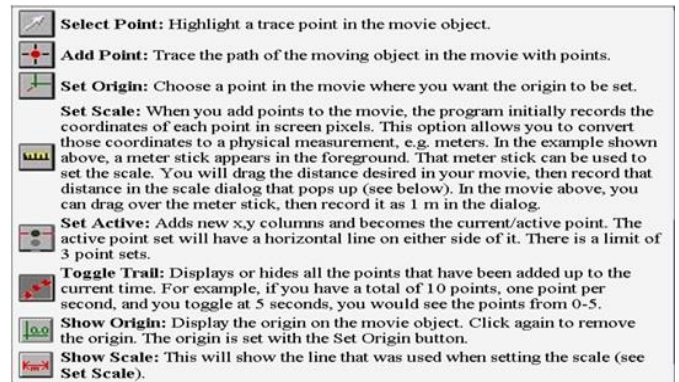 Select Point: Highlight a trace point in the movie object.
Add Point: Trace the path of the moving object in the movie with points.
Set Origin: Choose a point in the movie where you want the origin to be set.
Set Scale: When you add points to the movie, the program initially records the
coordinates of each point in screen pixels. This option allows you to convert
those coordinates to a physical measurement, e.g. meters. In the example shown
above, a meter stick appears in the foreground. That meter stick can be used to
set the scale. You will drag the distance desired in your movie, then record that
distance in the scale dialog that pops up (see below). In the movie above, you
can drag over the meter stick, then record it as 1 m in the dialog.
Set Active: Adds new x,y columns and becomes the current/active point. The
active point set will have a horizontal line on either side of it. There is a limit of
3 point sets.
Toggle Trail: Displays or hides all the points that have been added up to the
current time. For example, if you have a total of 10 points, one point per
second, and you toggle at 5 seconds, you would see the points from 0-5.
Show Origin: Display the origin on the movie object. Click again to remove
the origin. The origin is set with the Set Origin button.
Show Scale: This will show the line that was used when setting the scale (see
Set Scale).